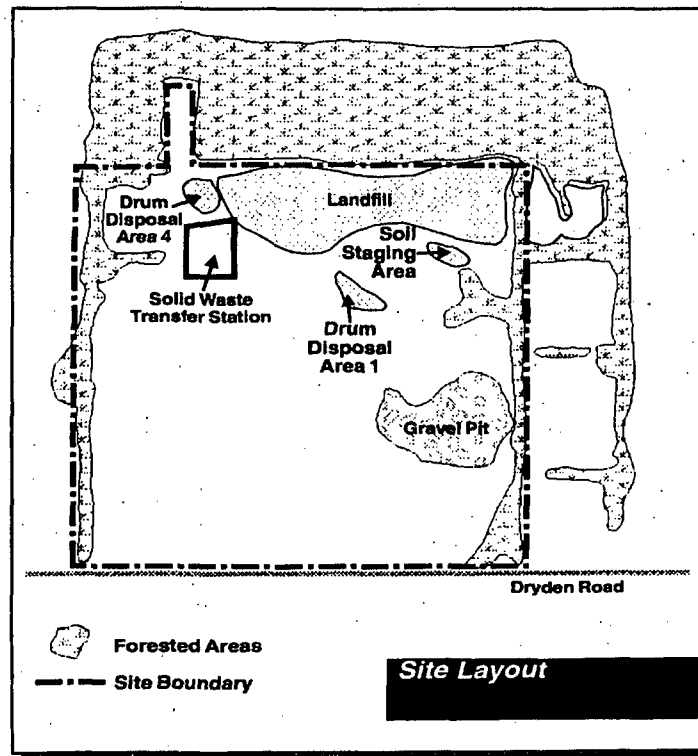 Drum
Disposal
Area 4
Landfill
Soil
Staging
Area
Solid Waste
Transfer Station
Drum
Disposal
Area 1
Gravel Pit
Dryden Road
Forested Areas
Site Boundary
Site Layout